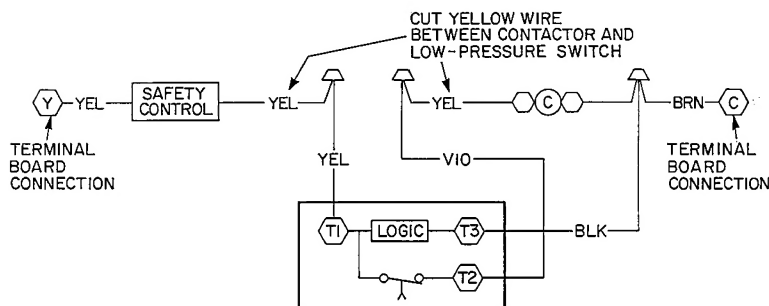 CUT YELLOW WIRE
BETWEEN CONTACTOR AND
LOW-PRESSURE SWITCH
Y YEL SAFETY CONTROL YEL YEL C BRN C
TERMINAL
BOARD
CONNECTION
YEL
VIO
TERMINAL
BOARD
CONNECTION
T1 LOGIC T3 BLK
T2